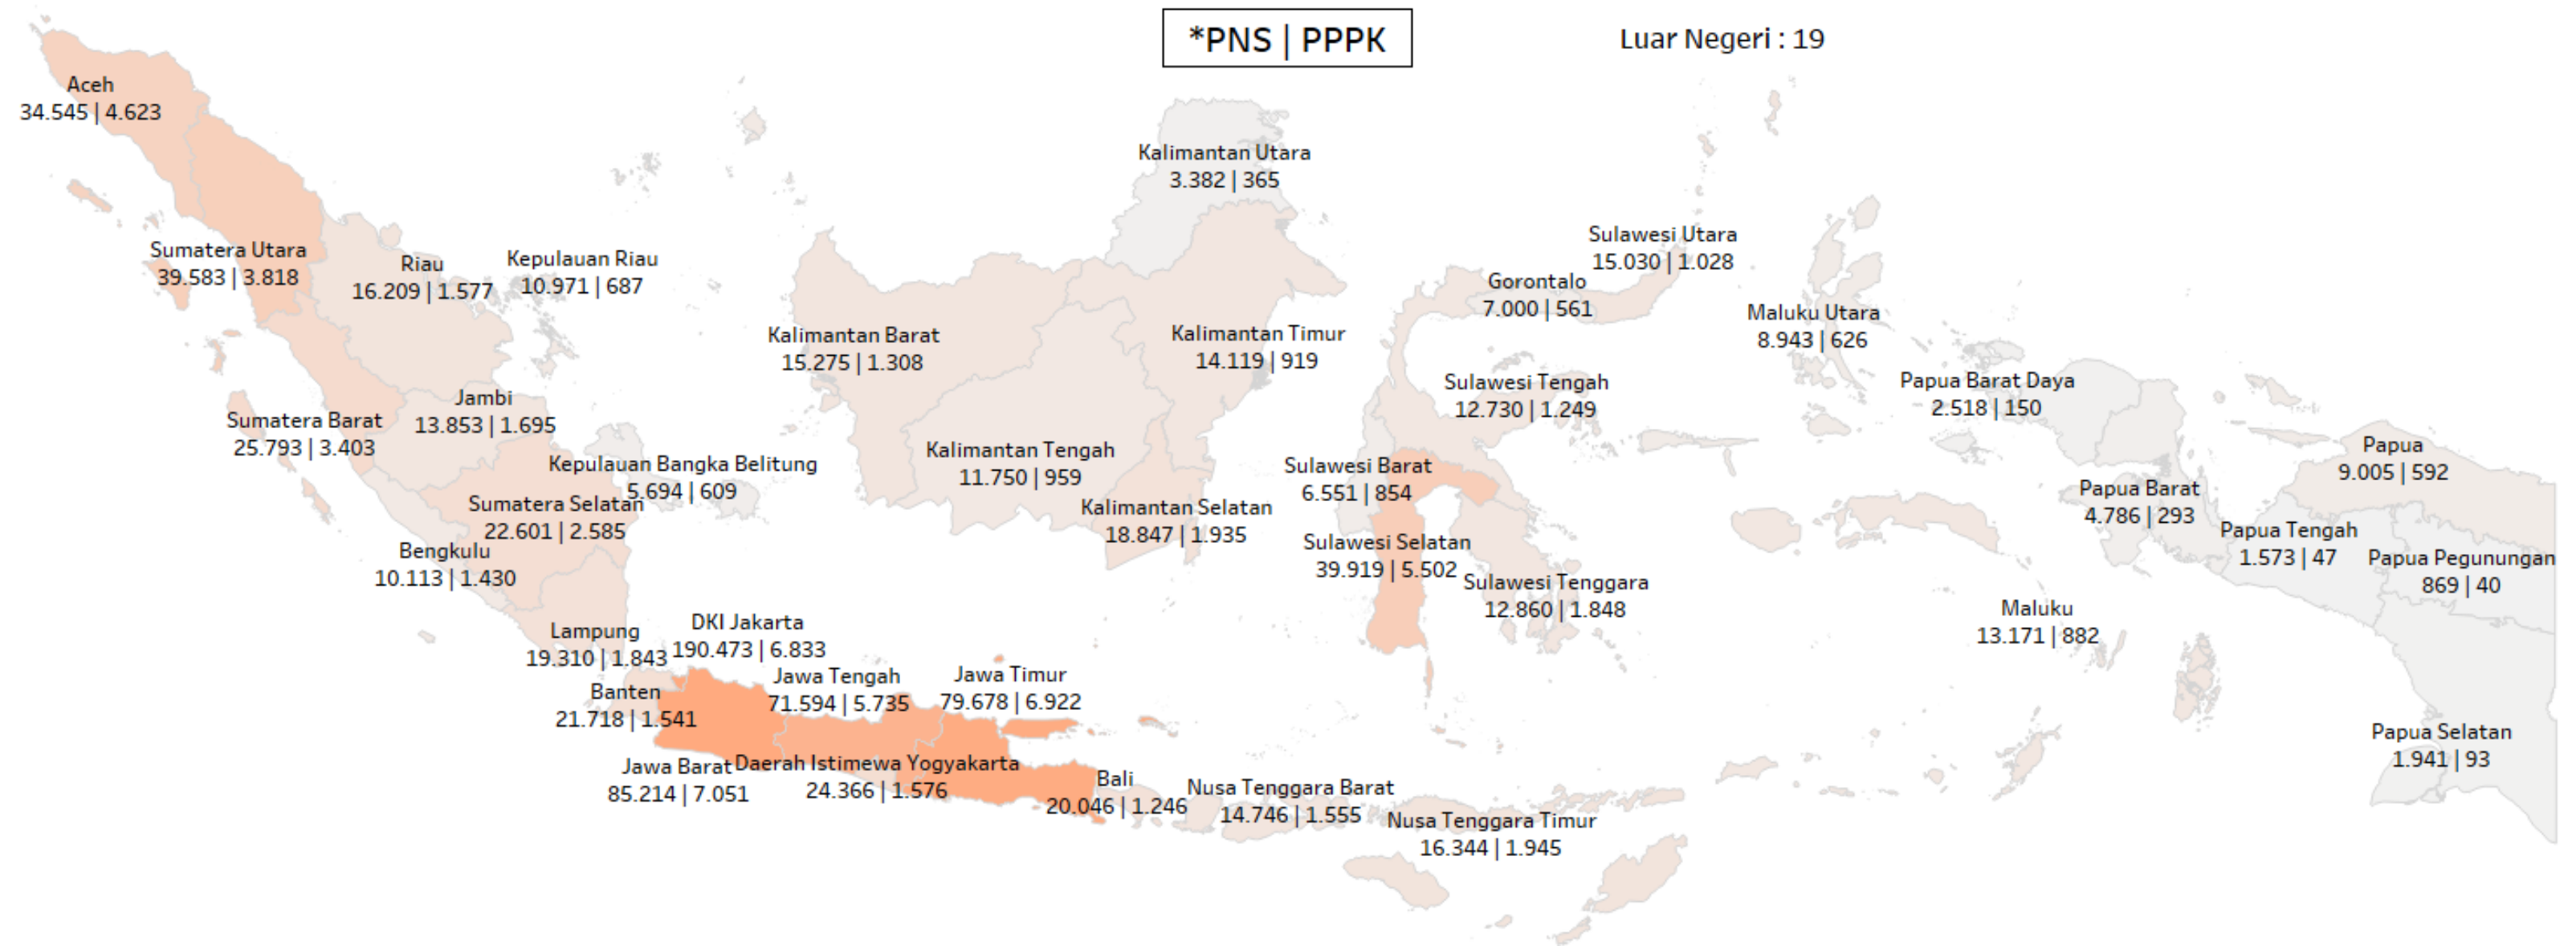 *PNS | PPPK
Luar Negeri : 19
Aceh
34.545 | 4.623
Sumatera Utara
39.583 | 3.818
Riau
16.209 | 1.577
Kepulauan Riau
10.971 | 687
Sumatera Barat
25.793 | 3.403
Jambi
13.853 | 1.695
Kepulauan Bangka Belitung
5.694 | 609
Sumatera Selatan
22.601 | 2.585
Bengkulu
10.113 | 1.430
Lampung
19.310 | 1.843
DKI Jakarta
190.473 | 6.833
Banten
21.718 | 1.541
Jawa Barat
85.214 | 7.051
Jawa Tengah
71.594 | 5.735
Daerah Istimewa Yogyakarta
24.366 | 1.576
Jawa Timur
79.678 | 6.922
Bali
20.046 | 1.246
Nusa Tenggara Barat
14.746 | 1.555
Nusa Tenggara Timur
16.344 | 1.945
Kalimantan Utara
3.382 | 365
Kalimantan Barat
15.275 | 1.308
Kalimantan Timur
14.119 | 919
Kalimantan Tengah
11.750 | 959
Kalimantan Selatan
18.847 | 1.935
Sulawesi Utara
15.030 | 1.028
Gorontalo
7.000 | 561
Sulawesi Tengah
12.730 | 1.249
Sulawesi Barat
6.551 | 854
Sulawesi Selatan
39.919 | 5.502
Sulawesi Tenggara
12.860 | 1.848
Maluku Utara
8.943 | 626
Maluku
13.171 | 882
Papua Barat Daya
2.518 | 150
Papua Barat
4.786 | 293
Papua
9.005 | 592
Papua Tengah
1.573 | 47
Papua Pegunungan
869 | 40
Papua Selatan
1.941 | 93